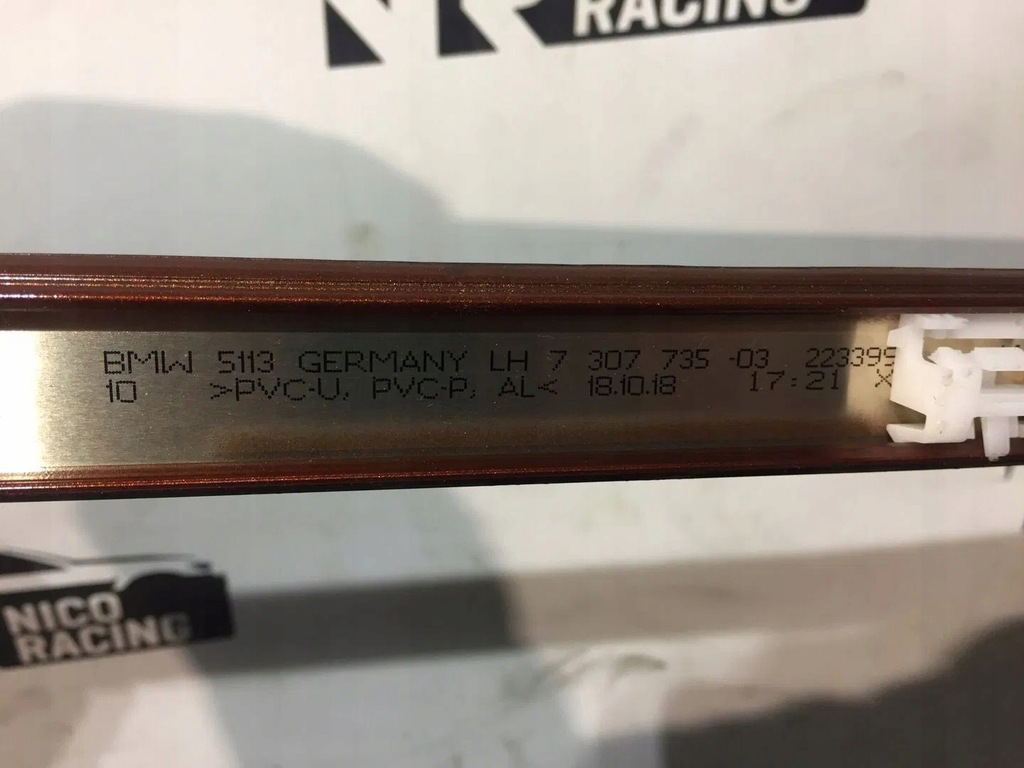 RACING
BMW 5113 GERMANY LH 7 307 735 -03 223399
10 >PVC-U, PVC-P, AL< 18.10.18 17:21 X
NICO
RACING